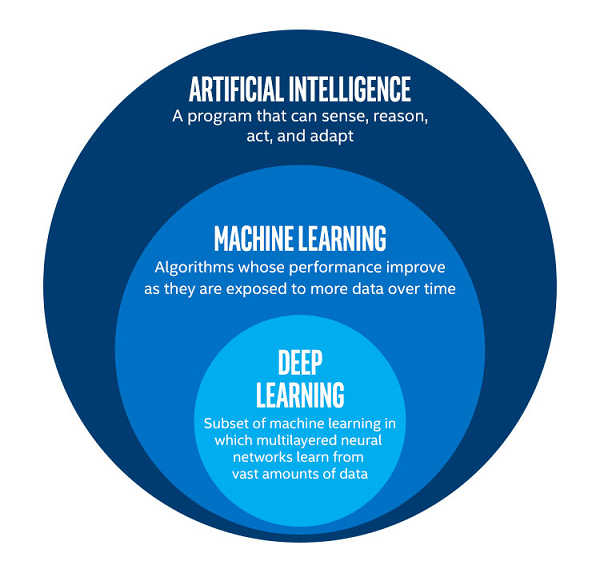 ARTIFICIAL INTELLIGENCE
A program that can sense, reason,
act, and adapt
MACHINE LEARNING
Algorithms whose performance improve
as they are exposed to more data over time
DEEP
LEARNING
Subset of machine learning in
which multilayered neural
networks learn from
vast amounts of data